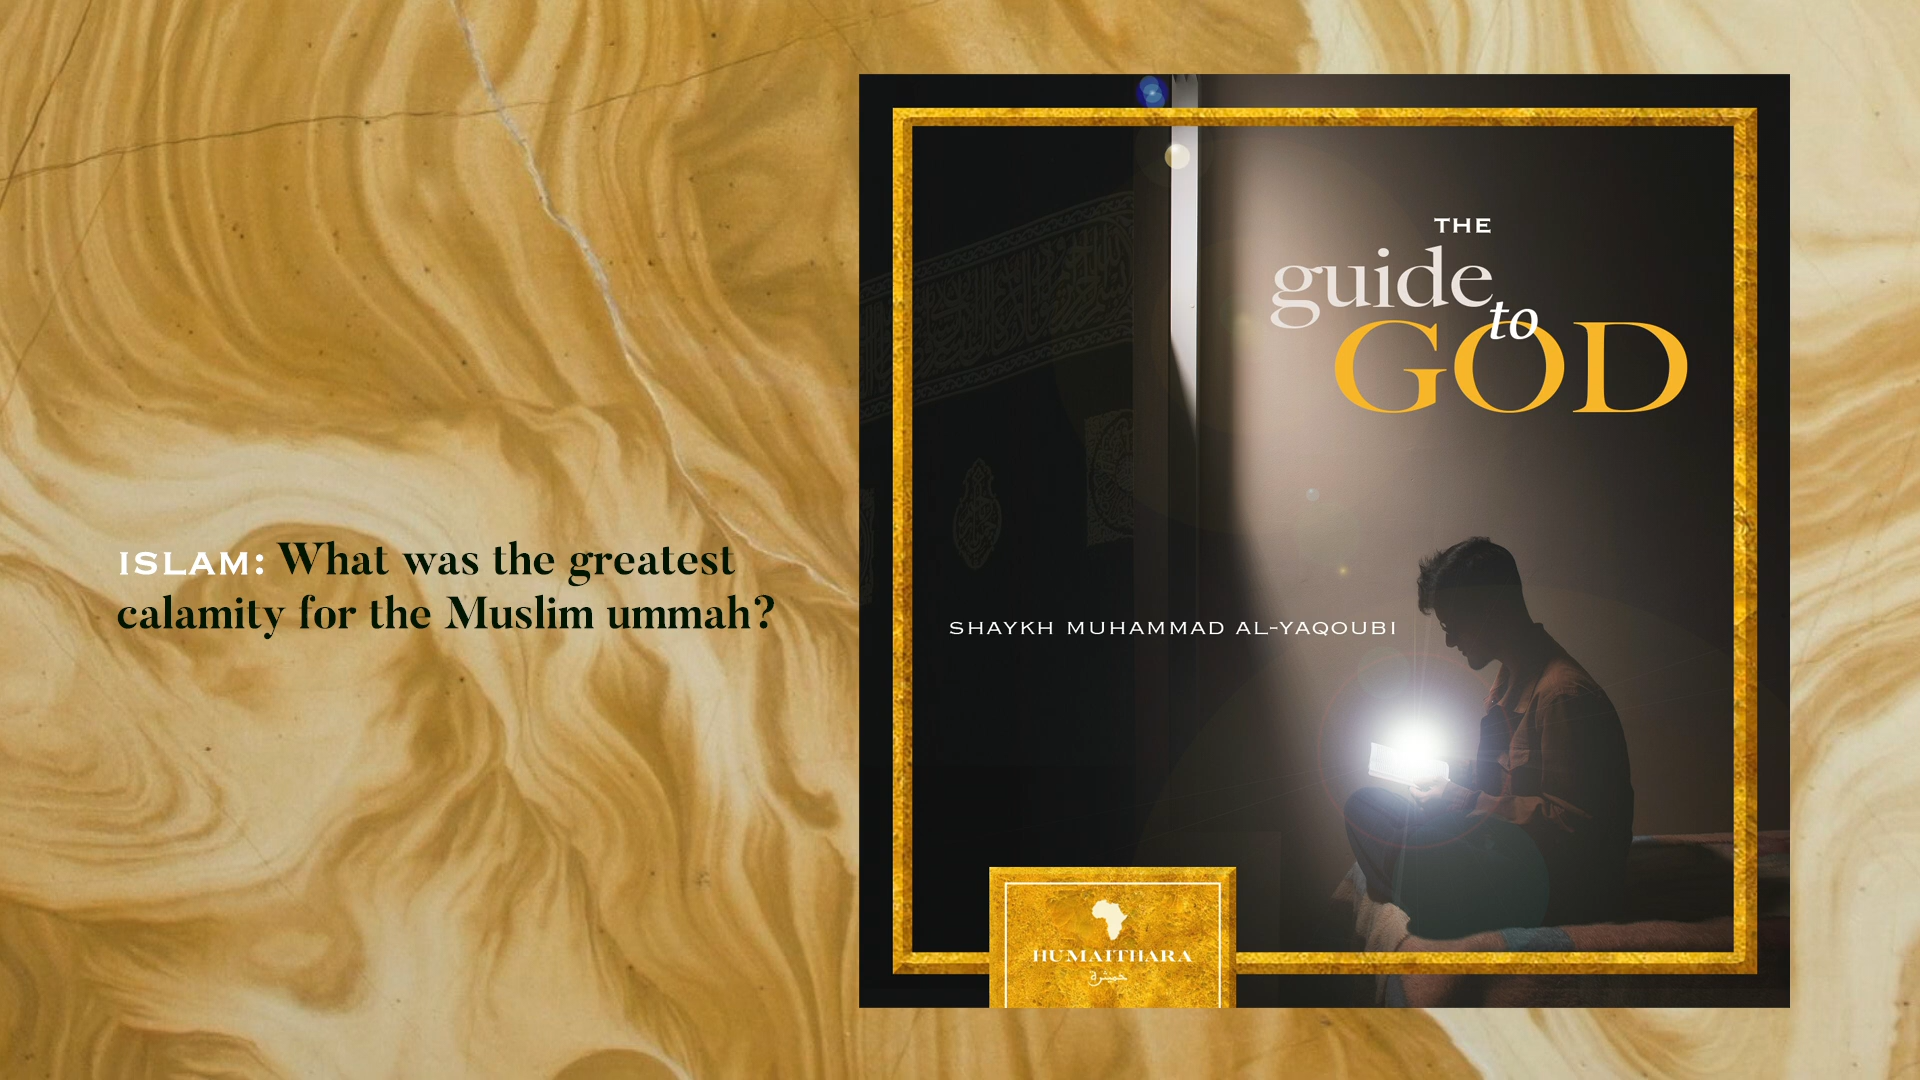 ISLAM: What was the greatest
calamity for the Muslim ummah?
THE
guide
to
GOD
SHAYKH MUHAMMAD AL-YAQOUBI
HUMAITHARA